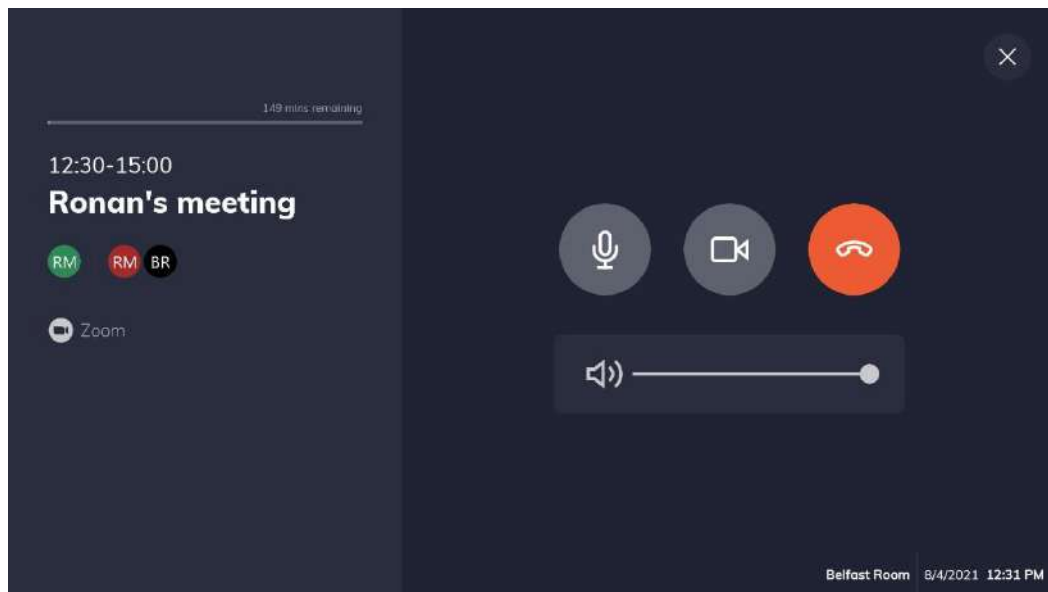 149 mins remaining
12:30-15:00
Ronan's meeting
RM RM BR
Zoom
Belfast Room 8/4/2021 12:31 PM